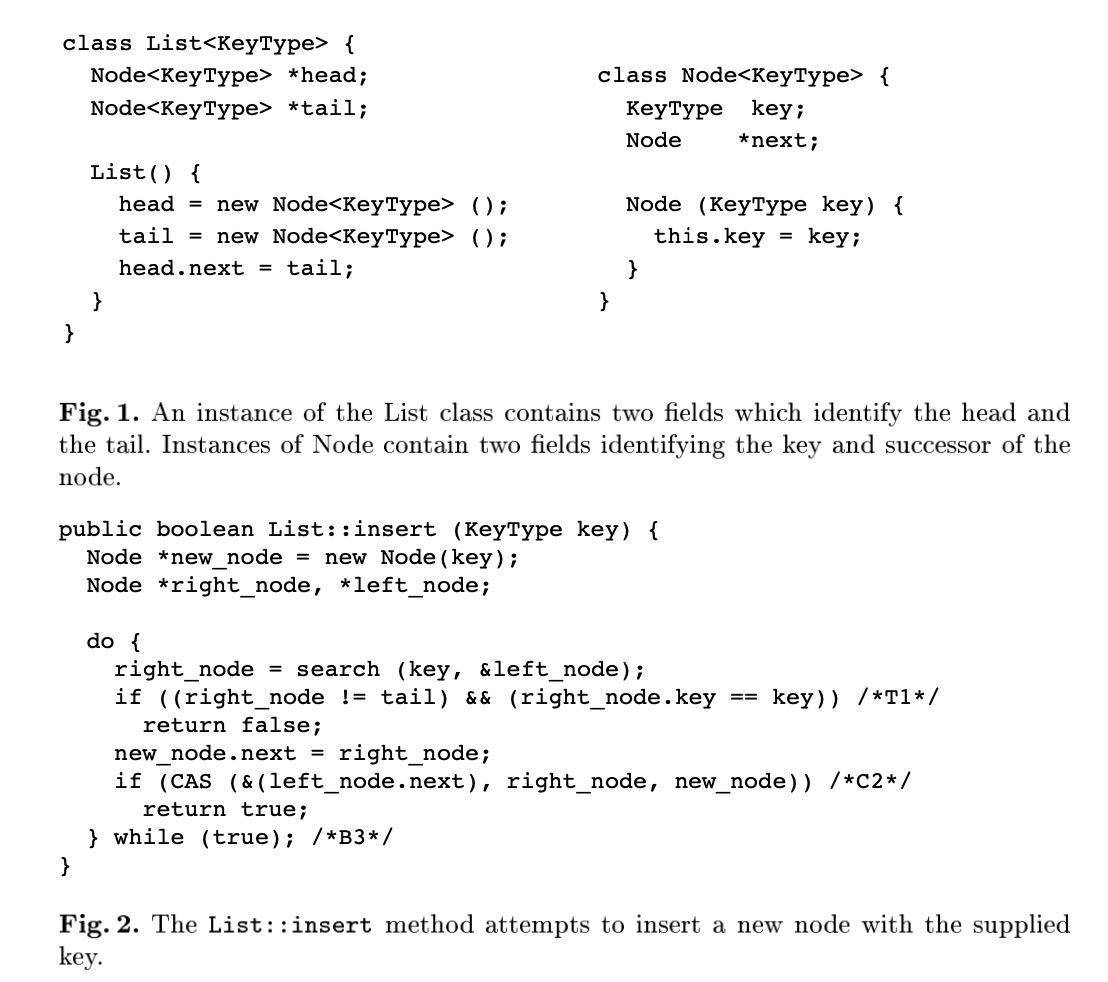 class List<KeyType> {
  Node<KeyType> *head;
  Node<KeyType> *tail;

  List() {
    head = new Node<KeyType> ();
    tail = new Node<KeyType> ();
    head.next = tail;
  }
}

class Node<KeyType> {
  KeyType  key;
  Node    *next;

  Node (KeyType key) {
    this.key = key;
  }
}

Fig. 1. An instance of the List class contains two fields which identify the head and
the tail. Instances of Node contain two fields identifying the key and successor of the
node.

public boolean List::insert (KeyType key) {
  Node *new_node = new Node(key);
  Node *right_node, *left_node;

  do {
    right_node = search (key, &left_node);
    if ((right_node != tail) && (right_node.key == key)) /*T1*/
      return false;
    new_node.next = right_node;
    if (CAS (&(left_node.next), right_node, new_node)) /*C2*/
      return true;
  } while (true); /*B3*/
}

Fig. 2. The List::insert method attempts to insert a new node with the supplied
key.